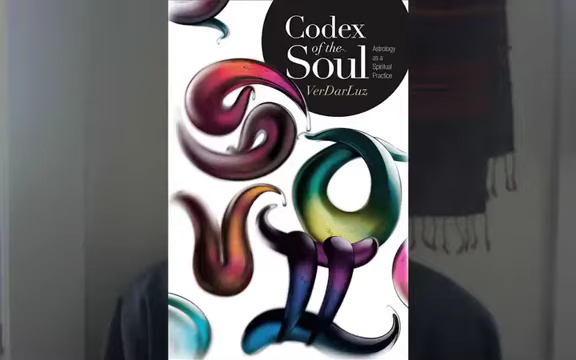 Codex
of the
Soul
Astrology
as a
Spiritual
Practice
VerDarLuz